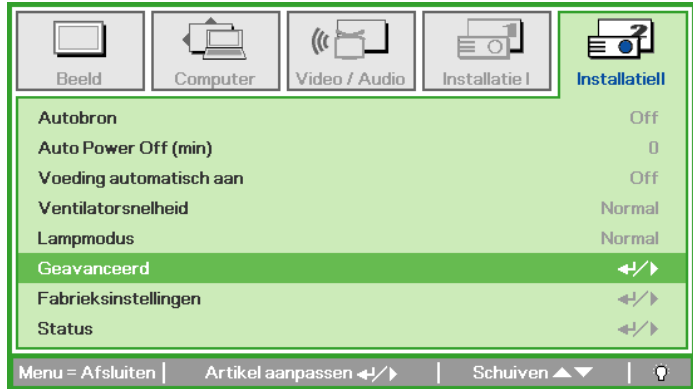 Beeld Computer Video / Audio Installatie I InstallatieII
Autobron Off
Auto Power Off (min) 0
Voeding automatisch aan Off
Ventilatorsnelheid Normal
Lampmodus Normal
Geavanceerd
Fabrieksinstellingen
Status
Menu = Afsluiten | Artikel aanpassen ↵/▶ | Schuiven ▲▼ |